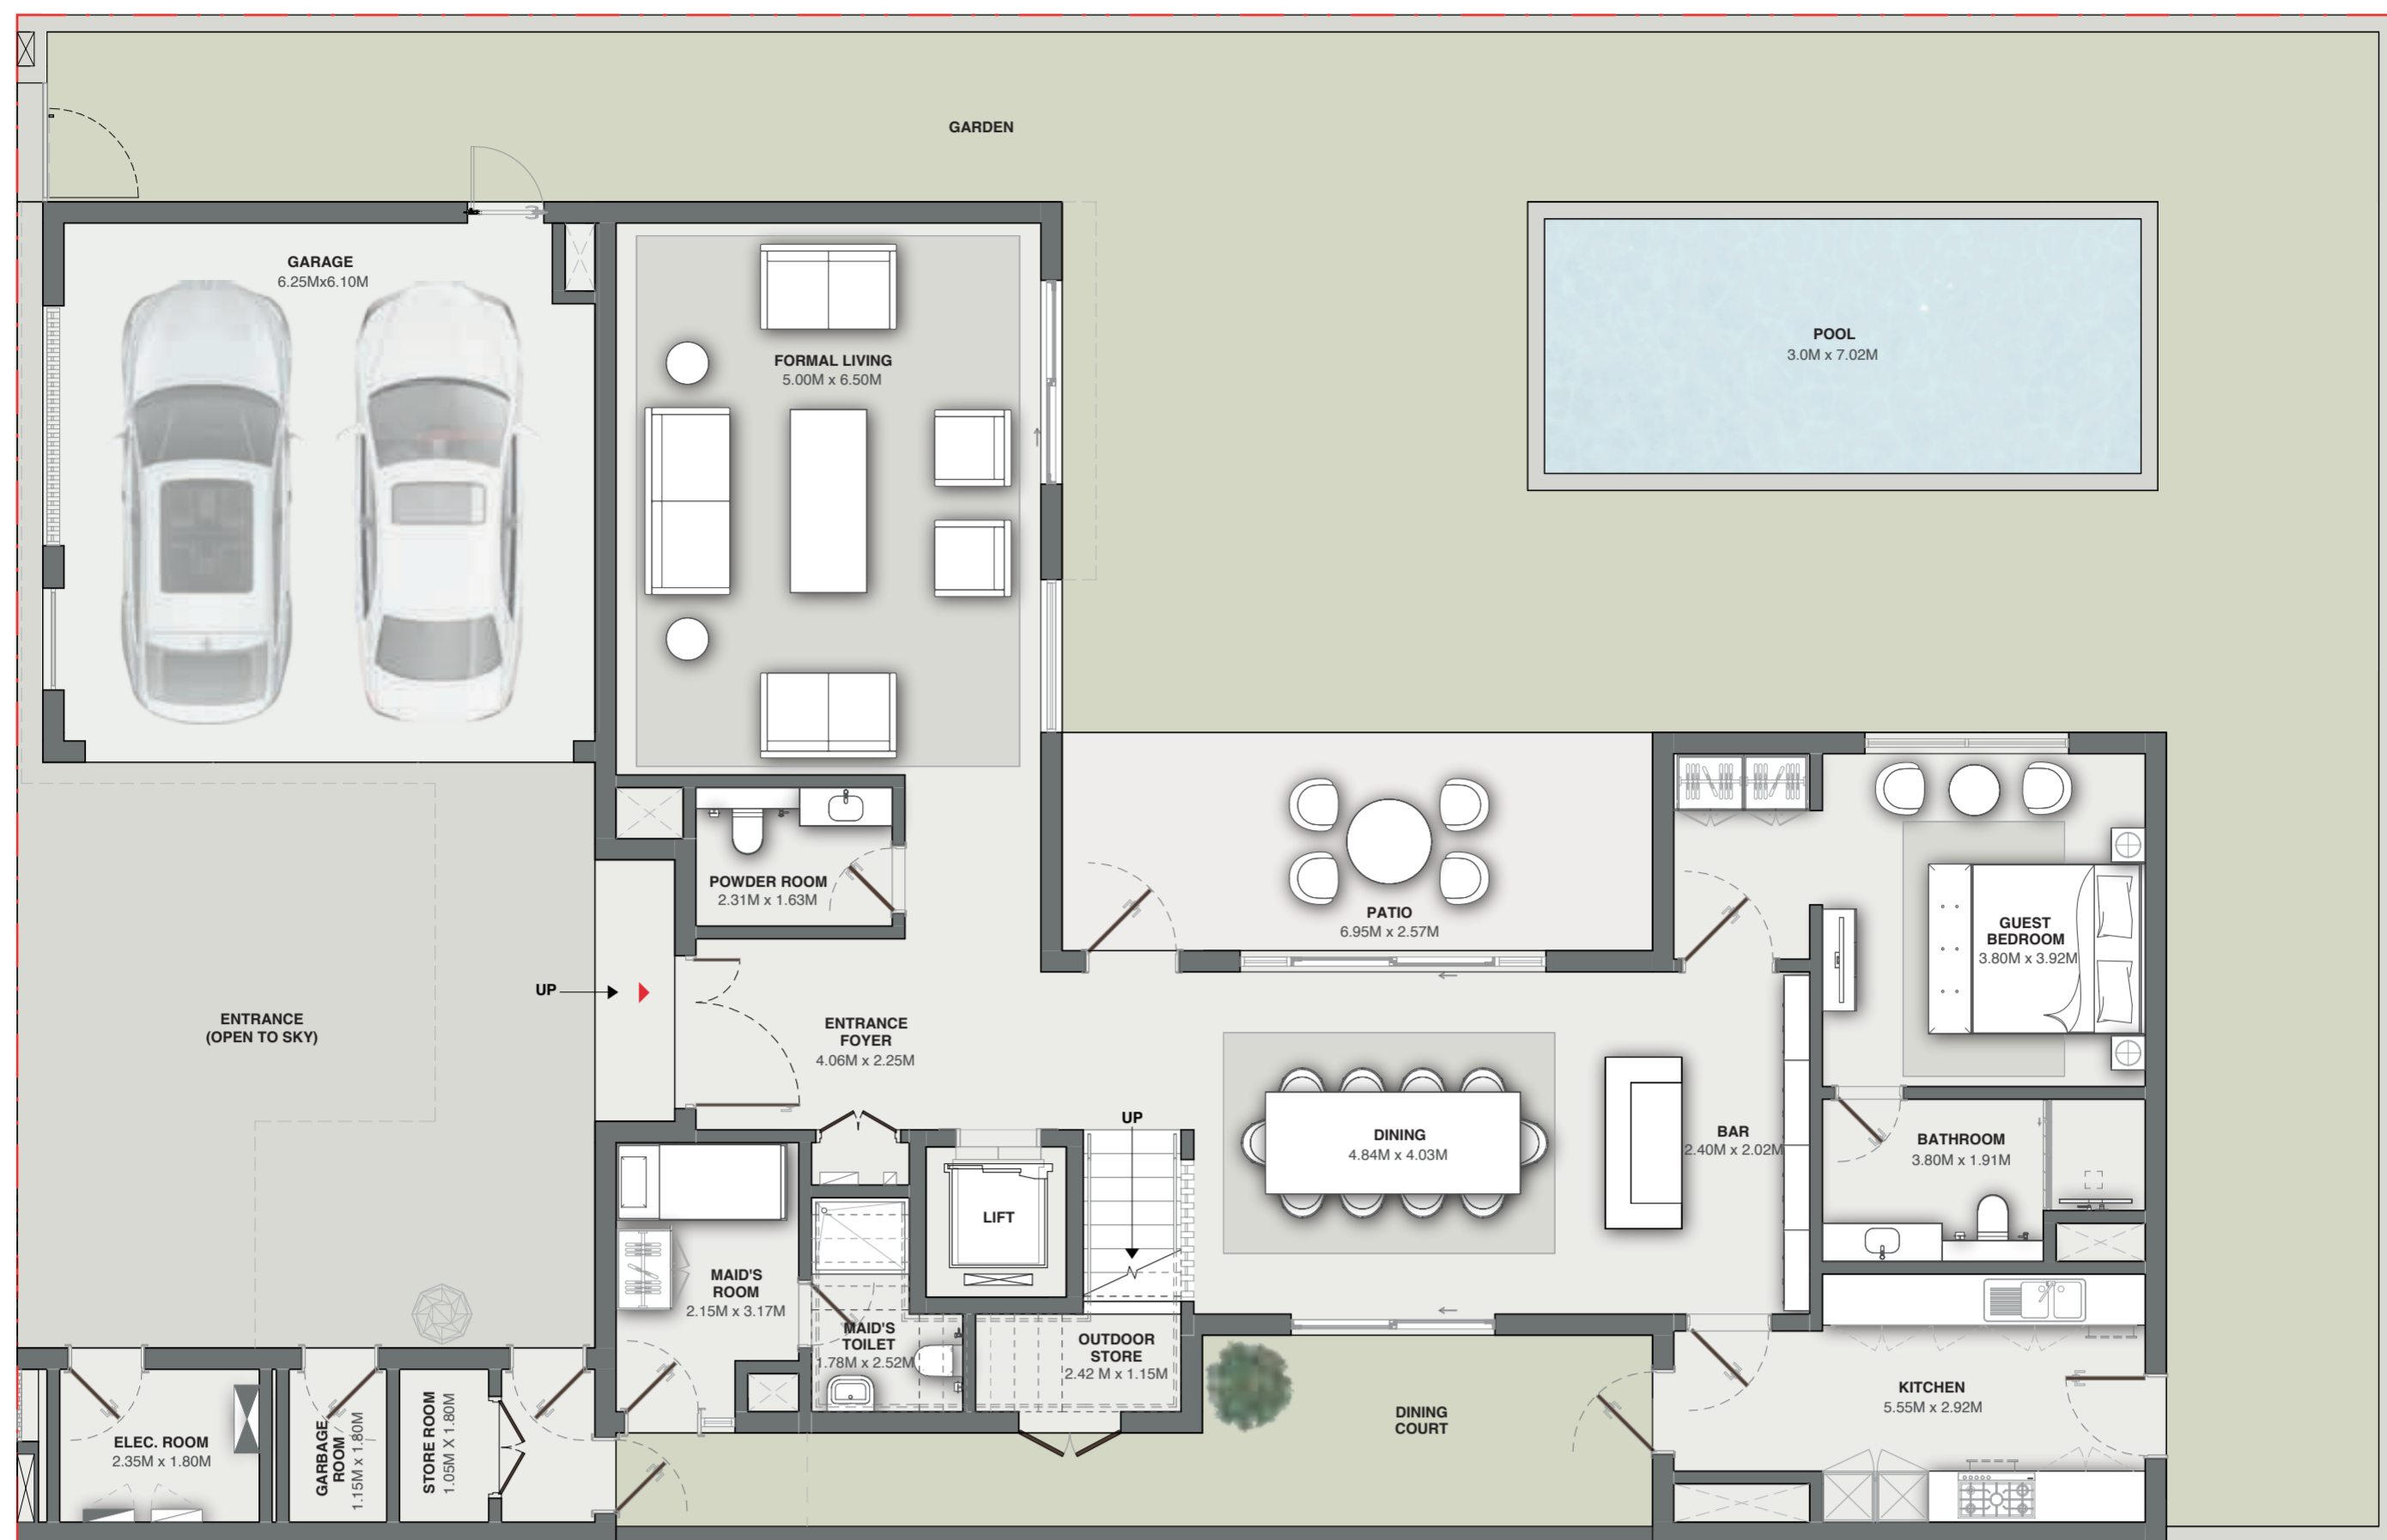 GARDEN
GARAGE
6.25Mx6.10M
FORMAL LIVING
5.00M x 6.50M
POOL
3.0M x 7.02M
POWDER ROOM
2.31M x 1.63M
PATIO
6.95M x 2.57M
GUEST
BEDROOM
3.80M x 3.92M
UP
ENTRANCE
(OPEN TO SKY)
ENTRANCE
FOYER
4.06M x 2.25M
UP
DINING
4.84M x 4.03M
BAR
2.40M x 2.02M
BATHROOM
3.80M x 1.91M
LIFT
MAID'S
ROOM
2.15M x 3.17M
MAID'S
TOILET
1.78M x 2.52M
OUTDOOR
STORE
2.42 M x 1.15M
KITCHEN
5.55M x 2.92M
DINING
COURT
ELEC. ROOM
2.35M x 1.80M
GARBAGE
ROOM
1.15M x 1.80M
STORE ROOM
1.05M X 1.80M